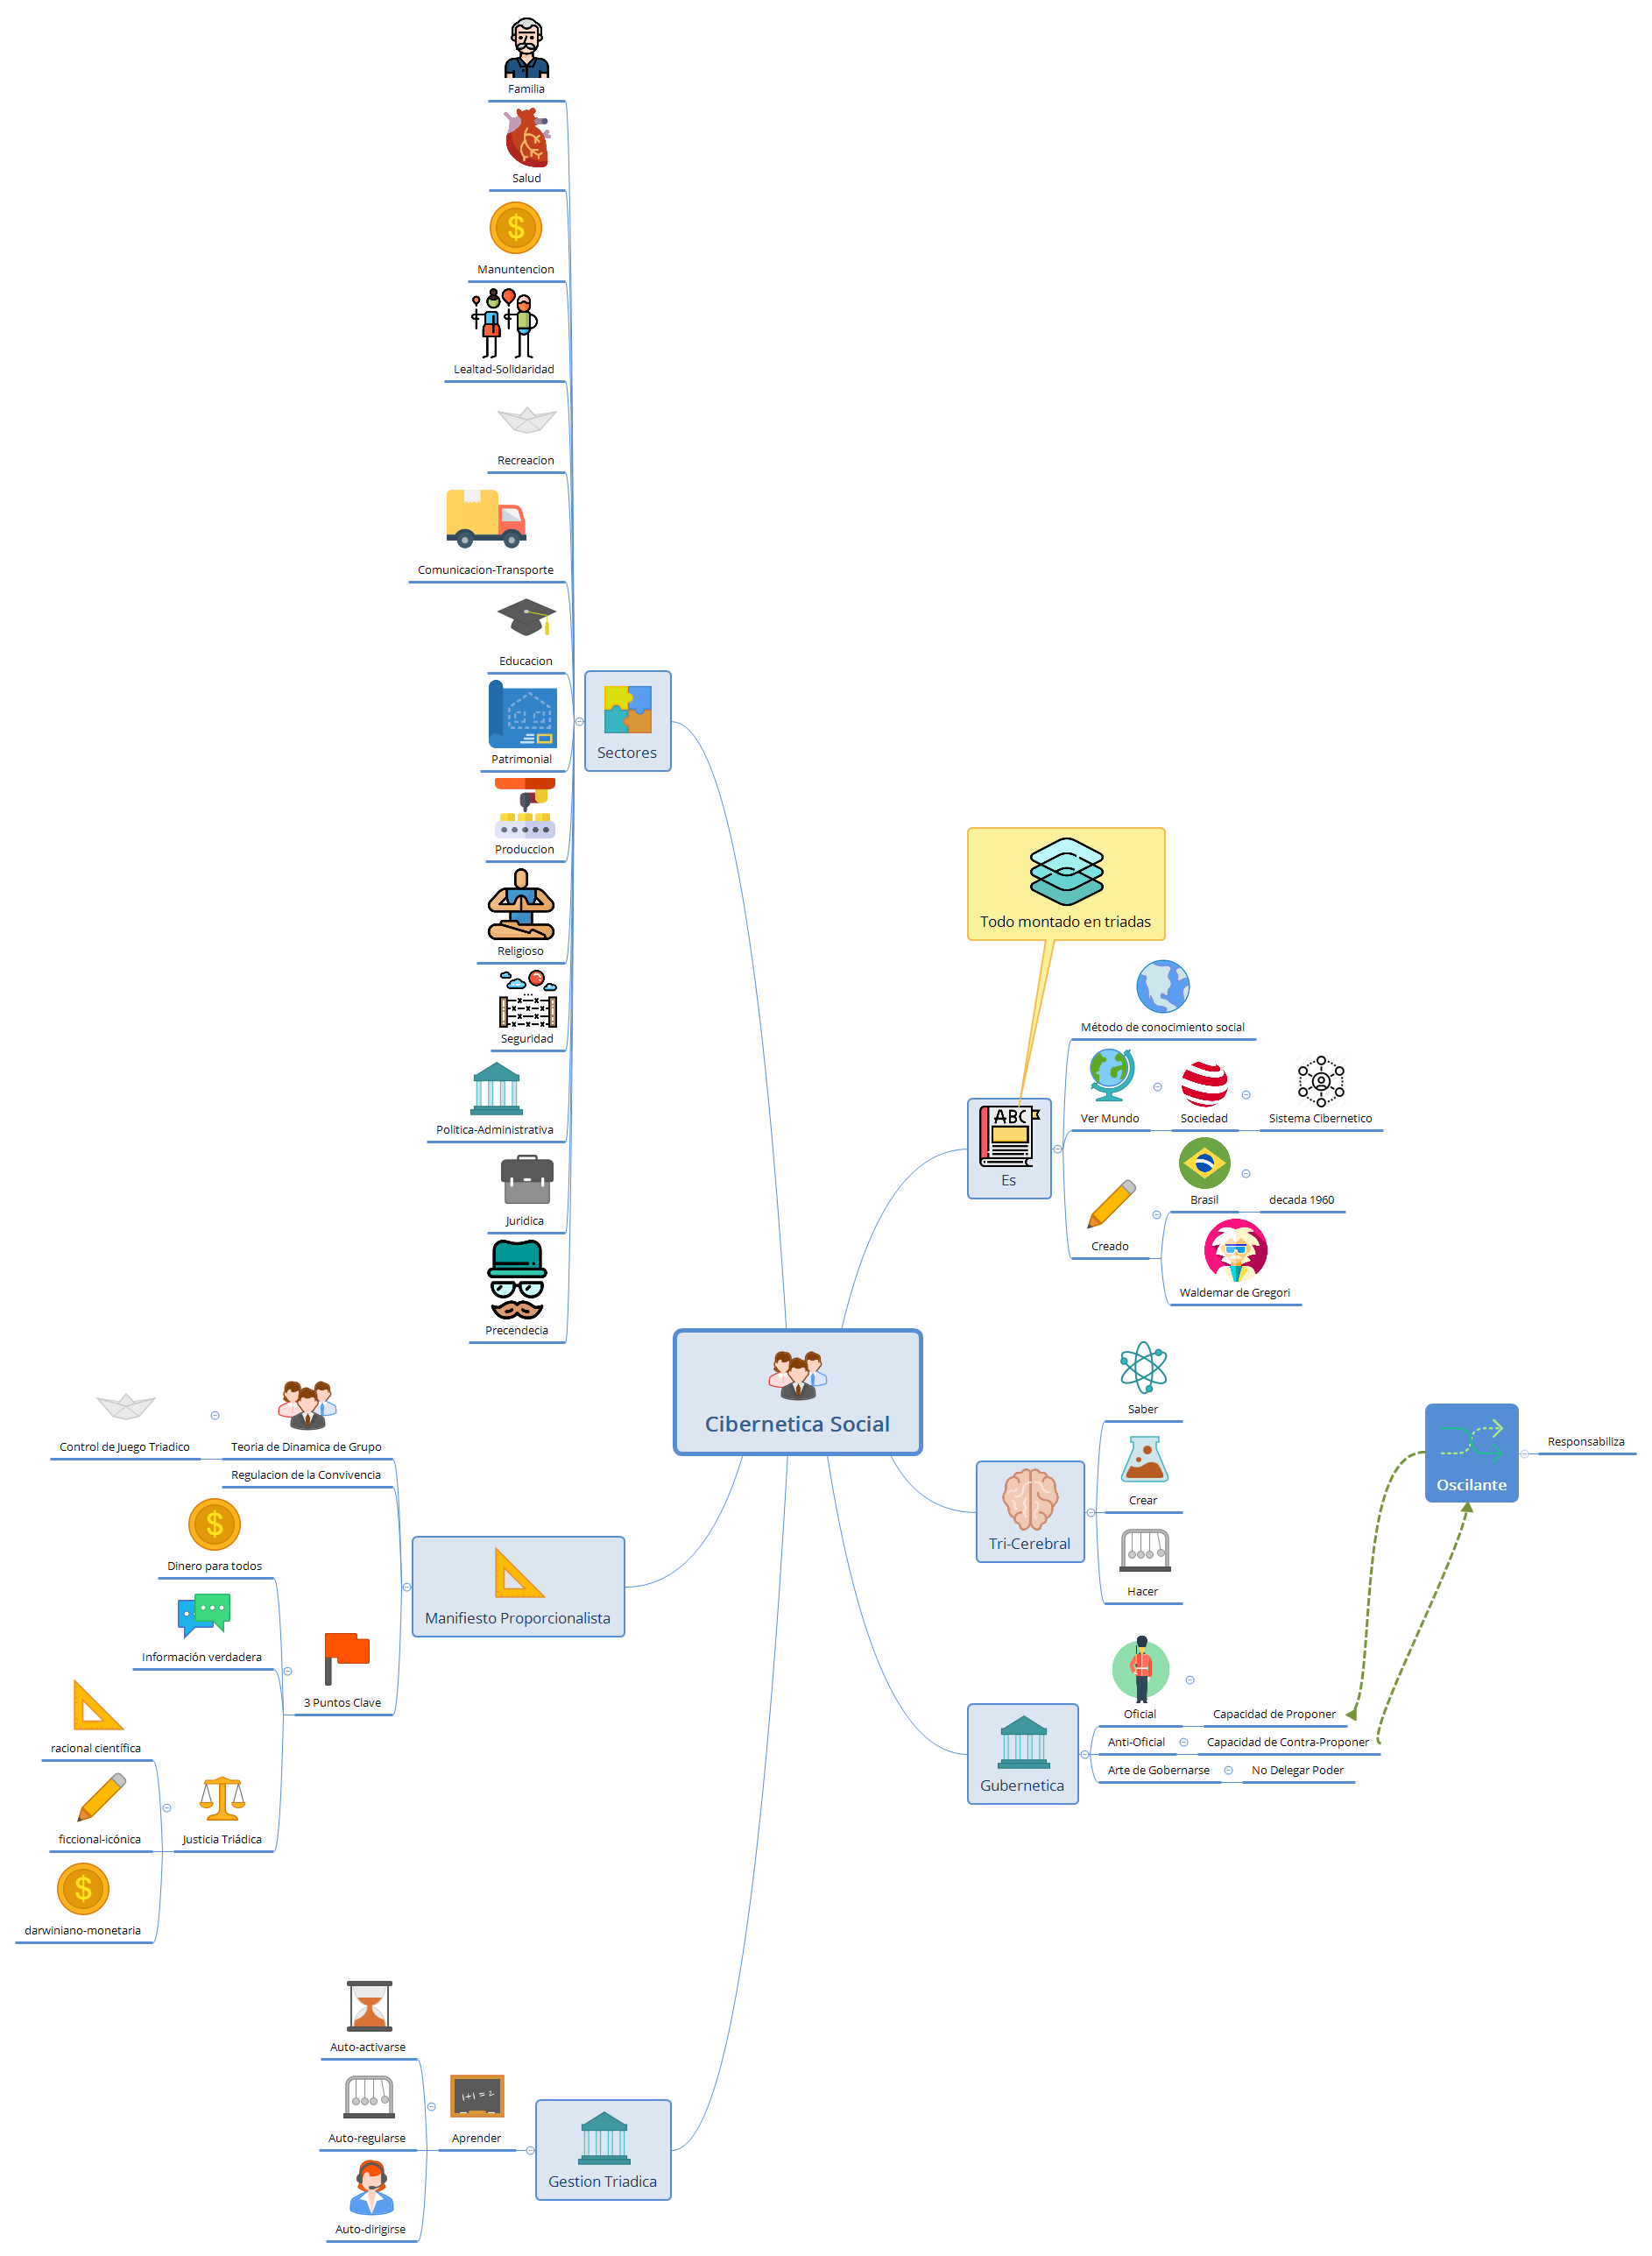 Familia
Salud
Manuntencion
Lealtad-Solidaridad
Recreacion
Comunicacion-Transporte
Educacion
Patrimonial
Produccion
Religioso
Seguridad
Politica-Administrativa
Juridica
Precendecia
Sectores
Todo montado en triadas
ABC
Es
Método de conocimiento social
Ver Mundo
Sociedad
Sistema Cibernetico
Creado
Brasil
decada 1960
Waldemar de Gregori
Cibernetica Social
Tri-Cerebral
Saber
Crear
Hacer
Oscilante
Responsabiliza
Gubernetica
Oficial
Capacidad de Proponer
Anti-Oficial
Capacidad de Contra-Proponer
Arte de Gobernarse
No Delegar Poder
Manifiesto Proporcionalista
Teoria de Dinamica de Grupo
Control de Juego Triadico
Regulacion de la Convivencia
3 Puntos Clave
Dinero para todos
Información verdadera
Justicia Triádica
racional científica
ficcional-icónica
darwiniano-monetaria
Gestion Triadica
1+1=2
Aprender
Auto-activarse
Auto-regularse
Auto-dirigirse